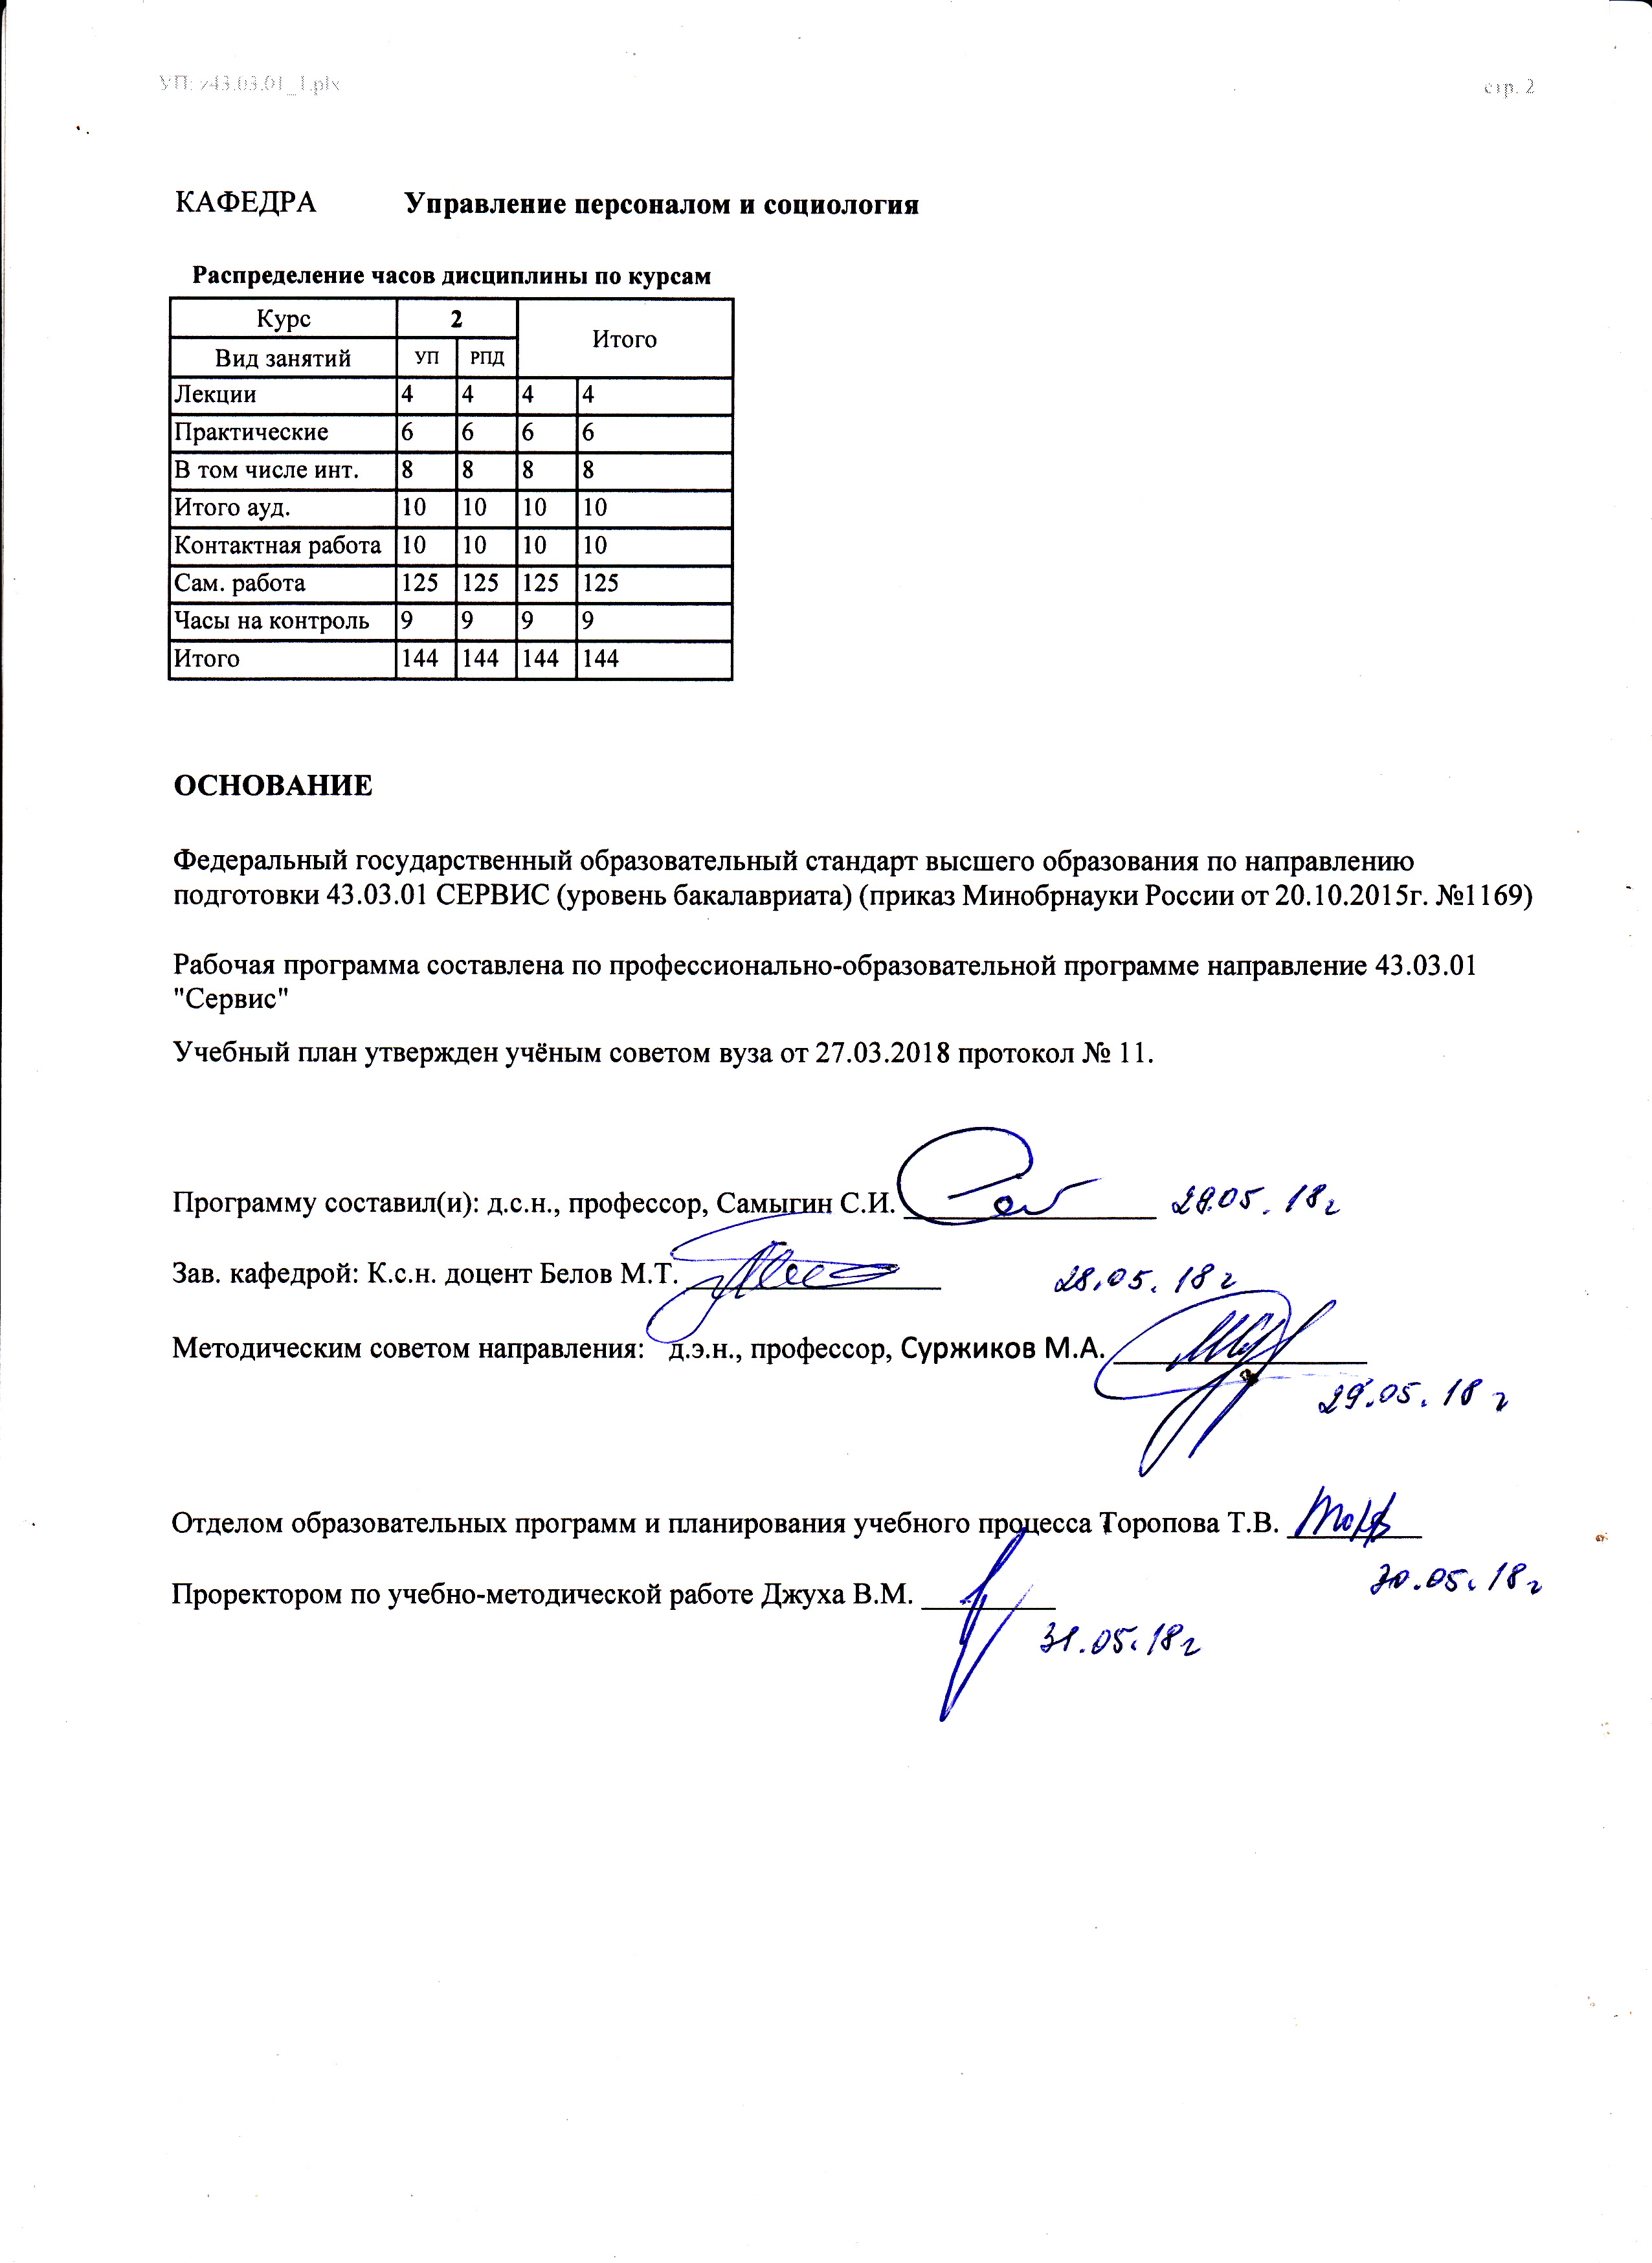 УП: z43.03.01_1.plx стр. 2
КАФЕДРА Управление персоналом и социология
Распределение часов дисциплины по курсам
Курс 2 Итого
Вид занятий УП РПД
Лекции 4 4 4 4
Практические 6 6 6 6
В том числе инт. 8 8 8 8
Итого ауд. 10 10 10 10
Контактная работа 10 10 10 10
Сам. работа 125 125 125 125
Часы на контроль 9 9 9 9
Итого 144 144 144 144
ОСНОВАНИЕ
Федеральный государственный образовательный стандарт высшего образования по направлению
подготовки 43.03.01 СЕРВИС (уровень бакалавриата) (приказ Минобрнауки России от 20.10.2015г. №1169)
Рабочая программа составлена по профессионально-образовательной программе направление 43.03.01
"Сервис"
Учебный план утвержден учёным советом вуза от 27.03.2018 протокол № 11.
Программу составил(и): д.с.н., профессор, Самыгин С.И. 28.05.18г
Зав. кафедрой: К.с.н. доцент Белов М.Т. 28.05.18г
Методическим советом направления: д.э.н., профессор, Суржиков М.А.
29.05.18г
Отделом образовательных программ и планирования учебного процесса Торопова Т.В.
30.05.18г
Проректором по учебно-методической работе Джуха В.М.
31.05.18г